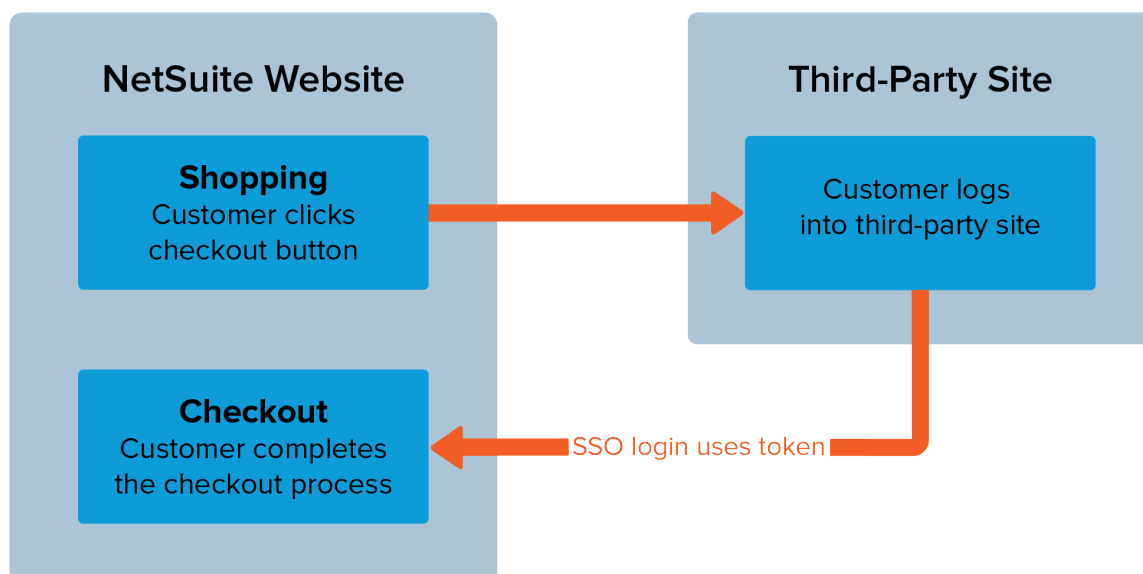 NetSuite Website
Shopping
Customer clicks
checkout button
Third-Party Site
Customer logs
into third-party site
SSO login uses token
Checkout
Customer completes
the checkout process